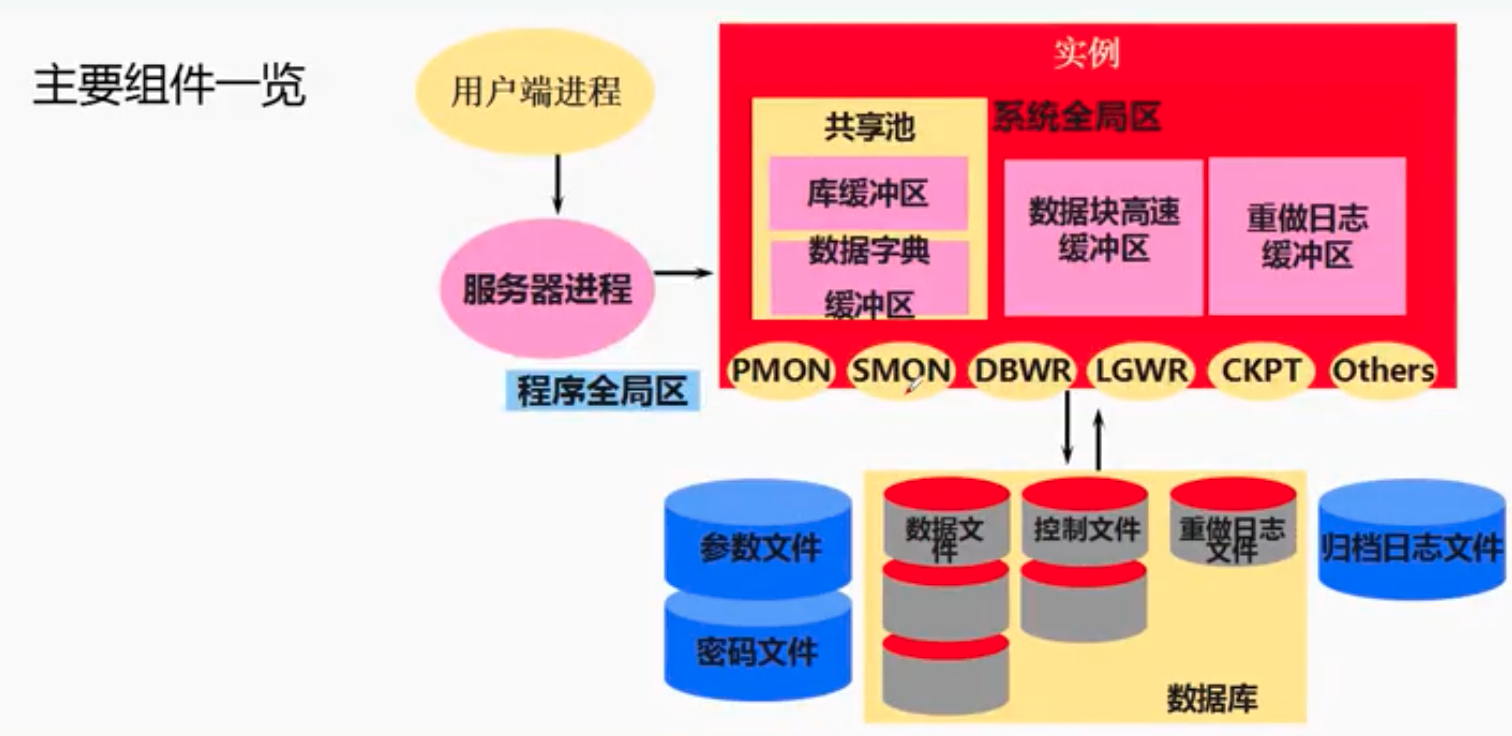 主要组件一览
用户端进程
服务器进程
程序全局区
实例
系统全局区
共享池
库缓冲区
数据字典
缓冲区
数据块高速
缓冲区
重做日志
缓冲区
PMON
SMON
DBWR
LGWR
CKPT
Others
参数文件
密码文件
数据文
件
控制文件
重做日志
文件
数据库
归档日志文件